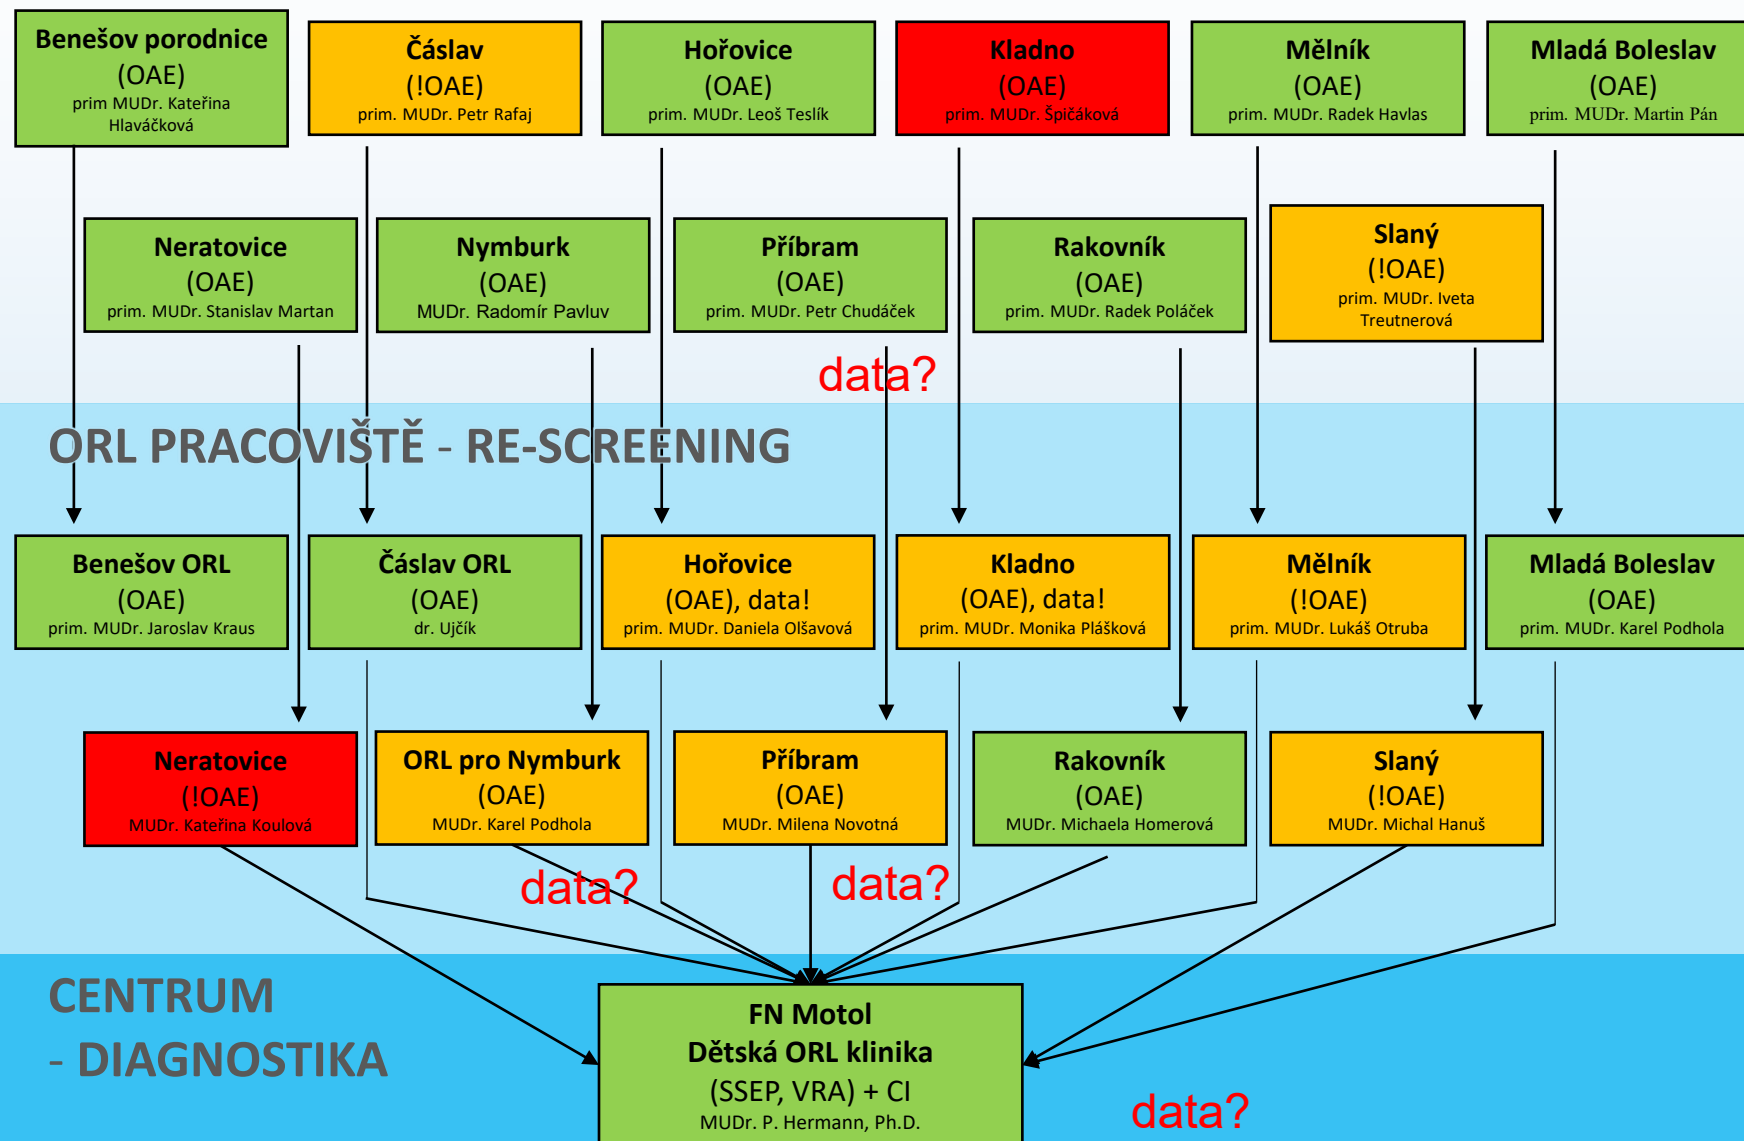 Benešov porodnice
(OAE)
prim MUDr. Kateřina
Hlaváčková
Čáslav
(!OAE)
prim. MUDr. Petr Rafaj
Hořovice
(OAE)
prim. MUDr. Leoš Teslík
Kladno
(OAE)
prim. MUDr. Špičáková
Mělník
(OAE)
prim. MUDr. Radek Havlas
Mladá Boleslav
(OAE)
prim. MUDr. Martin Pán
Neratovice
(OAE)
prim. MUDr. Stanislav Martan
Nymburk
(OAE)
MUDr. Radomír Pavluv
Příbram
(OAE)
prim. MUDr. Petr Chudáček
Rakovník
(OAE)
prim. MUDr. Radek Poláček
Slaný
(!OAE)
prim. MUDr. Iveta
Treutnerová
data?
ORL PRACOVIŠTĚ - RE-SCREENING
Benešov ORL
(OAE)
prim. MUDr. Jaroslav Kraus
Čáslav ORL
(OAE)
dr. Ujčík
Hořovice
(OAE), data!
prim. MUDr. Daniela Olšavová
Kladno
(OAE), data!
prim. MUDr. Monika Plášková
Mělník
(!OAE)
prim. MUDr. Lukáš Otruba
Mladá Boleslav
(OAE)
prim. MUDr. Karel Podhola
Neratovice
(!OAE)
MUDr. Kateřina Koulová
ORL pro Nymburk
(OAE)
MUDr. Karel Podhola
Příbram
(OAE)
MUDr. Milena Novotná
Rakovník
(OAE)
MUDr. Michaela Homerová
Slaný
(!OAE)
MUDr. Michal Hanuš
data?
data?
CENTRUM
- DIAGNOSTIKA
FN Motol
Dětská ORL klinika
(SSEP, VRA) + CI
MUDr. P. Hermann, Ph.D.
data?